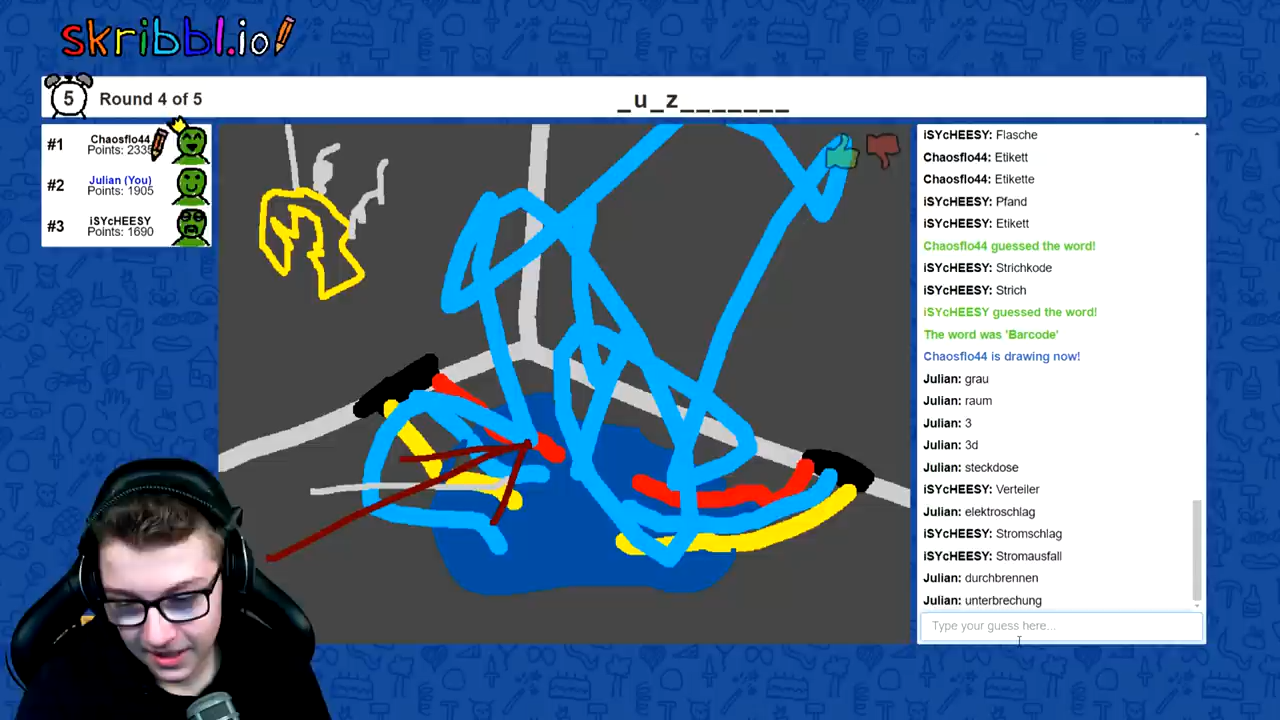 skribbl.io
5
Round 4 of 5
_u_z_______
#1
Chaosflo44
Points: 2335
#2
Julian (You)
Points: 1905
#3
iSYcHEESY
Points: 1690
iSYcHEESY: Flasche
Chaosflo44: Etikett
Chaosflo44: Etikette
iSYcHEESY: Pfand
iSYcHEESY: Etikett
Chaosflo44 guessed the word!
iSYcHEESY: Strichkode
iSYcHEESY: Strich
iSYcHEESY guessed the word!
The word was 'Barcode'
Chaosflo44 is drawing now!
Julian: grau
Julian: raum
Julian: 3
Julian: 3d
Julian: steckdose
iSYcHEESY: Verteiler
Julian: elektroschlag
iSYcHEESY: Stromschlag
iSYcHEESY: Stromausfall
Julian: durchbrennen
Julian: unterbrechung
Type your guess here...